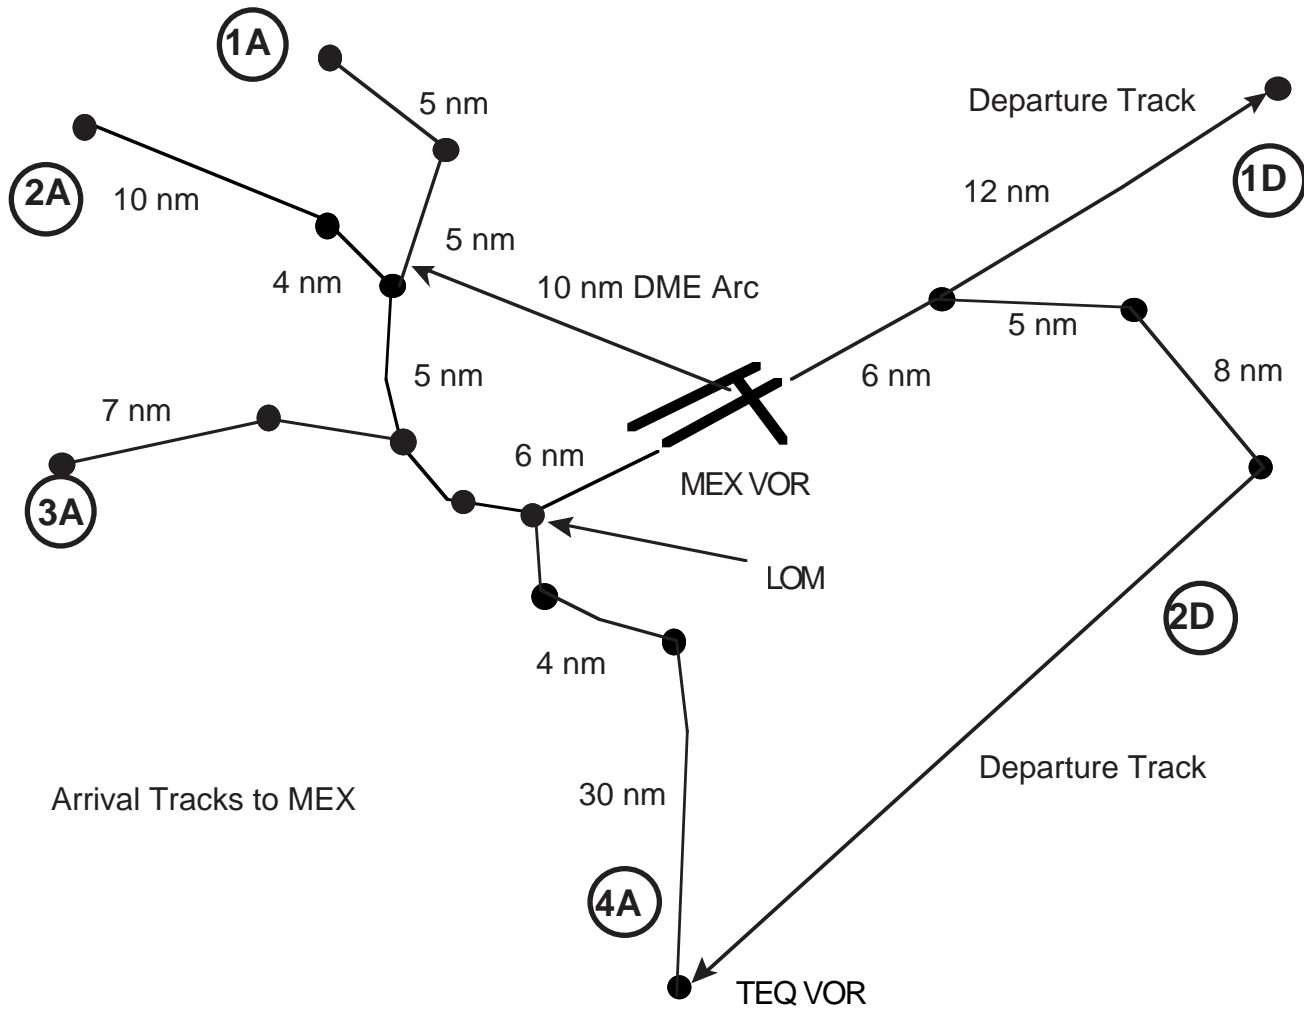 1A
5 nm
Departure Track
2A
10 nm
12 nm
1D
5 nm
4 nm
10 nm DME Arc
5 nm
5 nm
6 nm
8 nm
7 nm
6 nm
MEX VOR
3A
LOM
2D
4 nm
Departure Track
Arrival Tracks to MEX
30 nm
4A
TEQ VOR